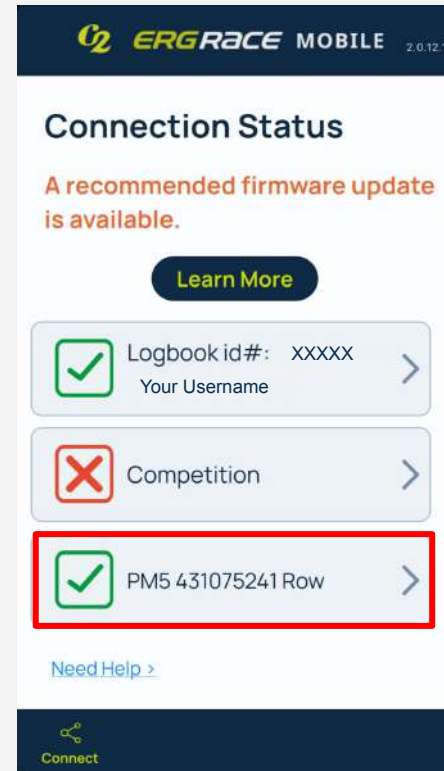 C2 ERGRACE MOBILE 2.0.12.1
Connection Status
A recommended firmware update
is available.
Learn More
Logbook id#: XXXXX
Your Username
Competition
PM5 431075241 Row
Need Help >
Connect